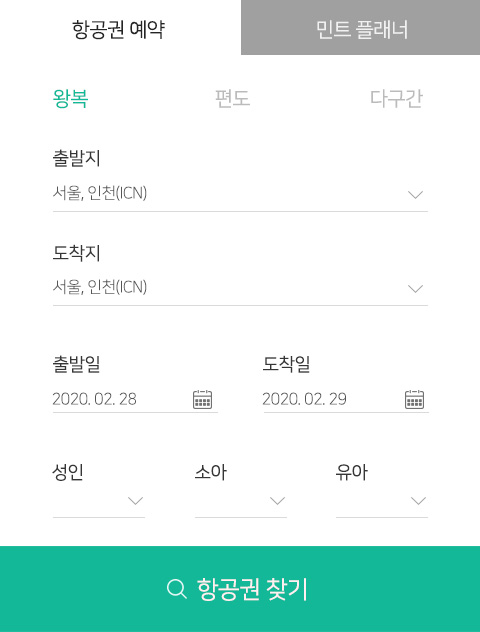 항공권 예약 민트 플래너
왕복 편도 다구간
출발지
서울, 인천(ICN)
도착지
서울, 인천(ICN)
출발일 도착일
2020. 02. 28 2020. 02. 29
성인 소아 유아
항공권 찾기